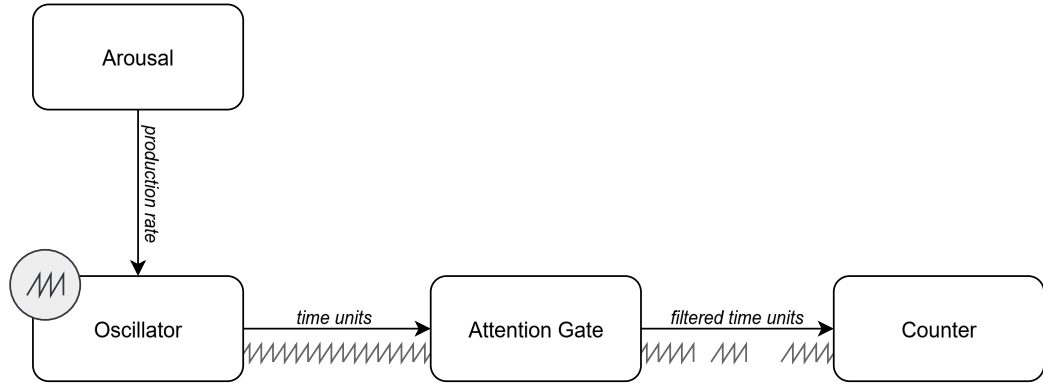 Arousal
production rate
Oscillator
time units
Attention Gate
filtered time units
Counter